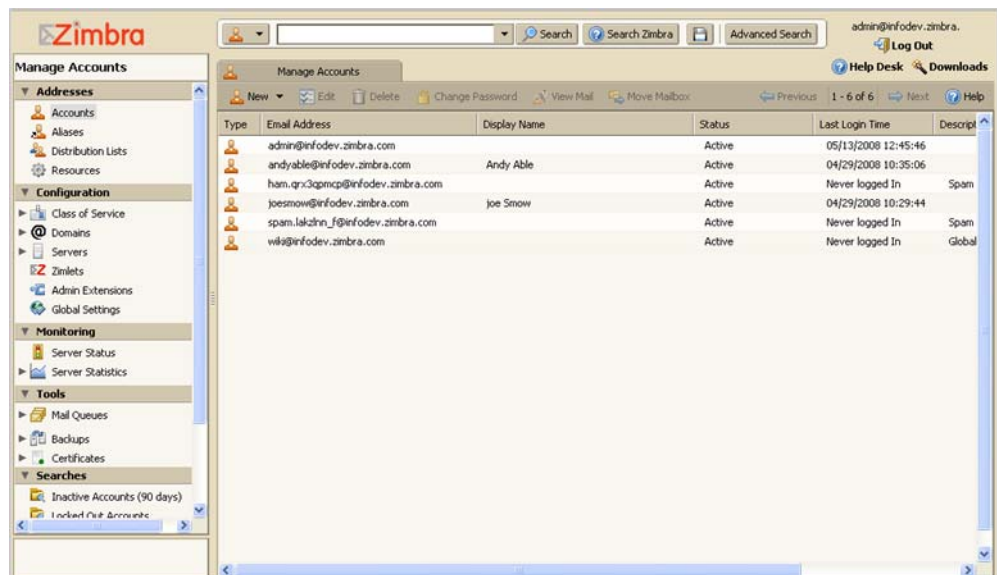 Zimbra
Search
Search Zimbra
Advanced Search
admin@infodev.zimbra.
Log Out
Help Desk
Downloads
Manage Accounts
Addresses
Accounts
Aliases
Distribution Lists
Resources
Configuration
Class of Service
Domains
Servers
Zimlets
Admin Extensions
Global Settings
Monitoring
Server Status
Server Statistics
Tools
Mail Queues
Backups
Certificates
Searches
Inactive Accounts (90 days)
Locked Out Accounts
Manage Accounts
New Edit Delete Change Password View Mail Move Mailbox Previous 1 - 6 of 6 Next Help
Type Email Address Display Name Status Last Login Time Descript
admin@infodev.zimbra.com Active 05/13/2008 12:45:46
andyable@infodev.zimbra.com Andy Able Active 04/29/2008 10:35:06
ham.qrx3qpmcp@infodev.zimbra.com Active Never logged In Spam
joesmow@infodev.zimbra.com joe Smow Active 04/29/2008 10:29:44
spam.lakzlnn_f@infodev.zimbra.com Active Never logged In Spam
wiki@infodev.zimbra.com Active Never logged In Global